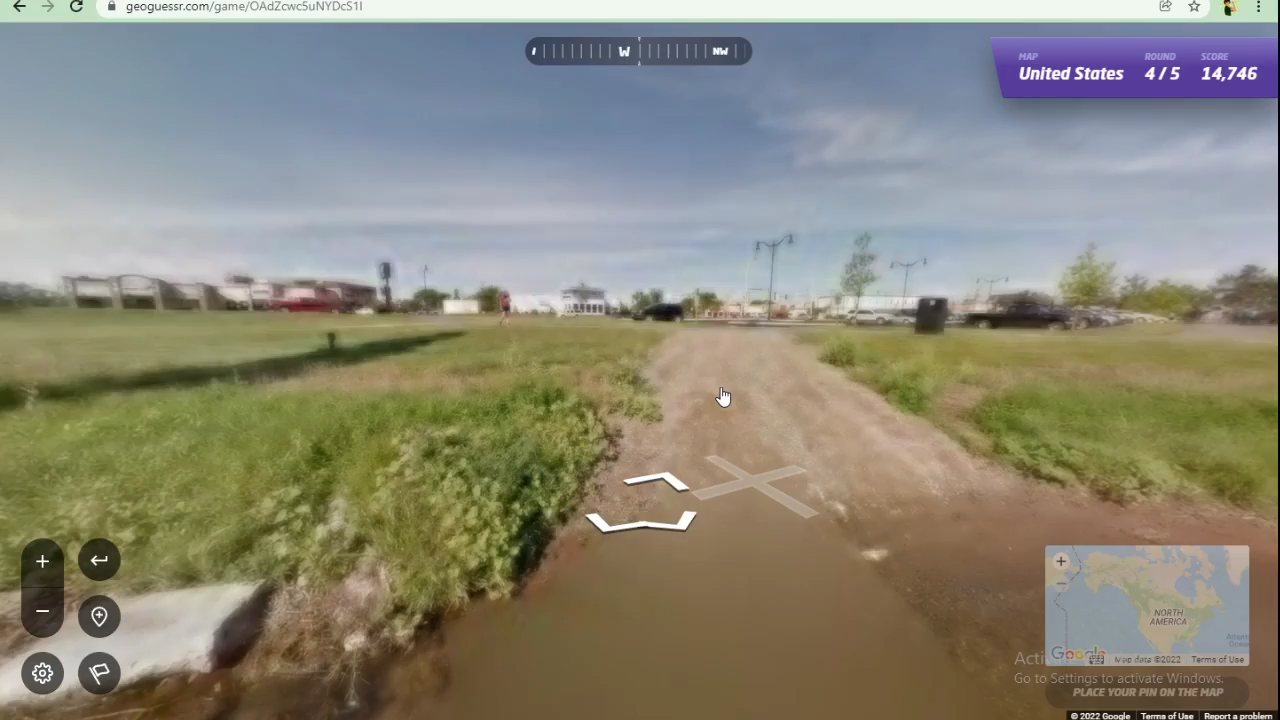 geoguessr.com/game/OAdZcwc5uNYDcS1I
W
NW
MAP
ROUND
SCORE
United States
4 / 5
14,746
NORTH
AMERICA
Google
Map data ©2022
Terms of Use
Go to Settings to activate Windows.
PLACE YOUR PIN ON THE MAP
© 2022 Google
Terms of Use
Report a problem